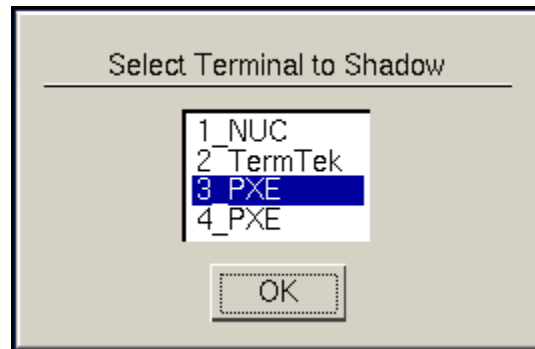 Select Terminal to Shadow
1_NUC
2_TermTek
3_PXE
4_PXE
OK